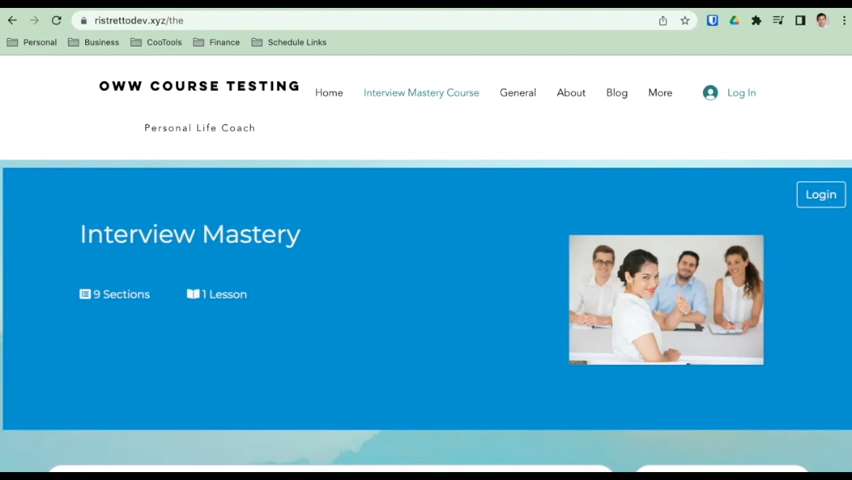 ristrettodev.xyz/the
Personal Business CooTools Finance Schedule Links
OWW COURSE TESTING
Home Interview Mastery Course General About Blog More Log In
Personal Life Coach
Login
Interview Mastery
9 Sections 1 Lesson